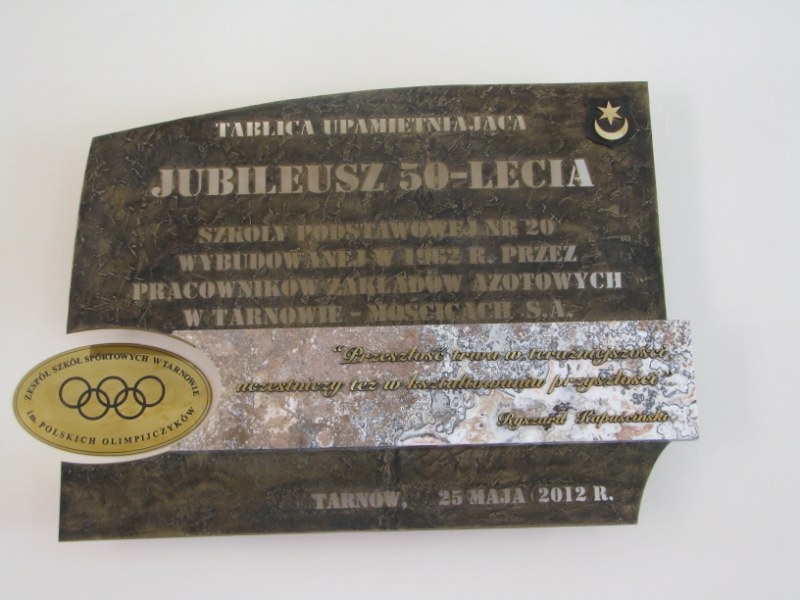 TABLICA UPAMIĘTNIAJĄCA
JUBILEUSZ 50-LECIA
SZKOŁY PODSTAWOWEJ NR 20
WYBUDOWANEJ W 1962 R. PRZEZ
PRACOWNIKÓW ZAKŁADÓW AZOTOWYCH
W TARNOWIE - MOŚCICACH S.A.
ZESPÓŁ SZKÓŁ SPORTOWYCH W TARNOWIE
im. POLSKICH OLIMPIJCZYKÓW
"Przeszłość trwa w teraźniejszości,
uczestniczy też w kształtowaniu przyszłości"
Ryszard Kapuściński
TARNÓW, 25 MAJA 2012 R.